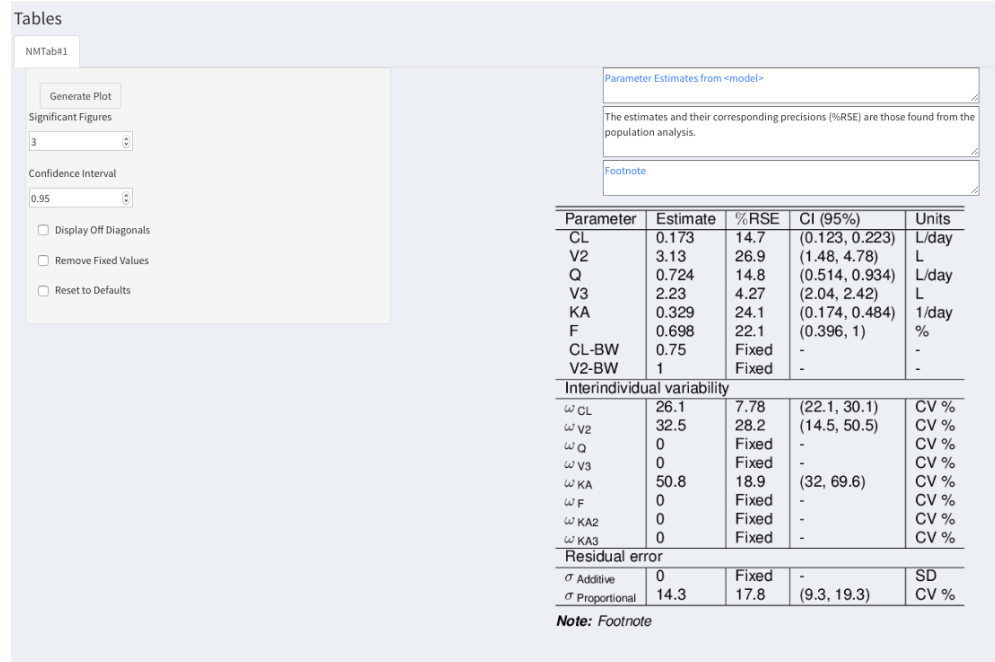 Tables
NMTab#1
Generate Plot
Significant Figures
3
Confidence Interval
0.95
Display Off Diagonals
Remove Fixed Values
Reset to Defaults
Parameter Estimates from <model>
The estimates and their corresponding precisions (%RSE) are those found from the
population analysis.
Footnote
Parameter Estimate %RSE CI (95%) Units
CL 0.173 14.7 (0.123, 0.223) L/day
V2 3.13 26.9 (1.48, 4.78) L
Q 0.724 14.8 (0.514, 0.934) L/day
V3 2.23 4.27 (2.04, 2.42) L
KA 0.329 24.1 (0.174, 0.484) 1/day
F 0.698 22.1 (0.396, 1) %
CL-BW 0.75 Fixed - -
V2-BW 1 Fixed - -
Interindividual variability
ω CL 26.1 7.78 (22.1, 30.1) CV %
ω V2 32.5 28.2 (14.5, 50.5) CV %
ω Q 0 Fixed - CV %
ω V3 0 Fixed - CV %
ω KA 50.8 18.9 (32, 69.6) CV %
ω F 0 Fixed - CV %
ω KA2 0 Fixed - CV %
ω KA3 0 Fixed - CV %
Residual error
σ Additive 0 Fixed - SD
σ Proportional 14.3 17.8 (9.3, 19.3) CV %
Note: Footnote